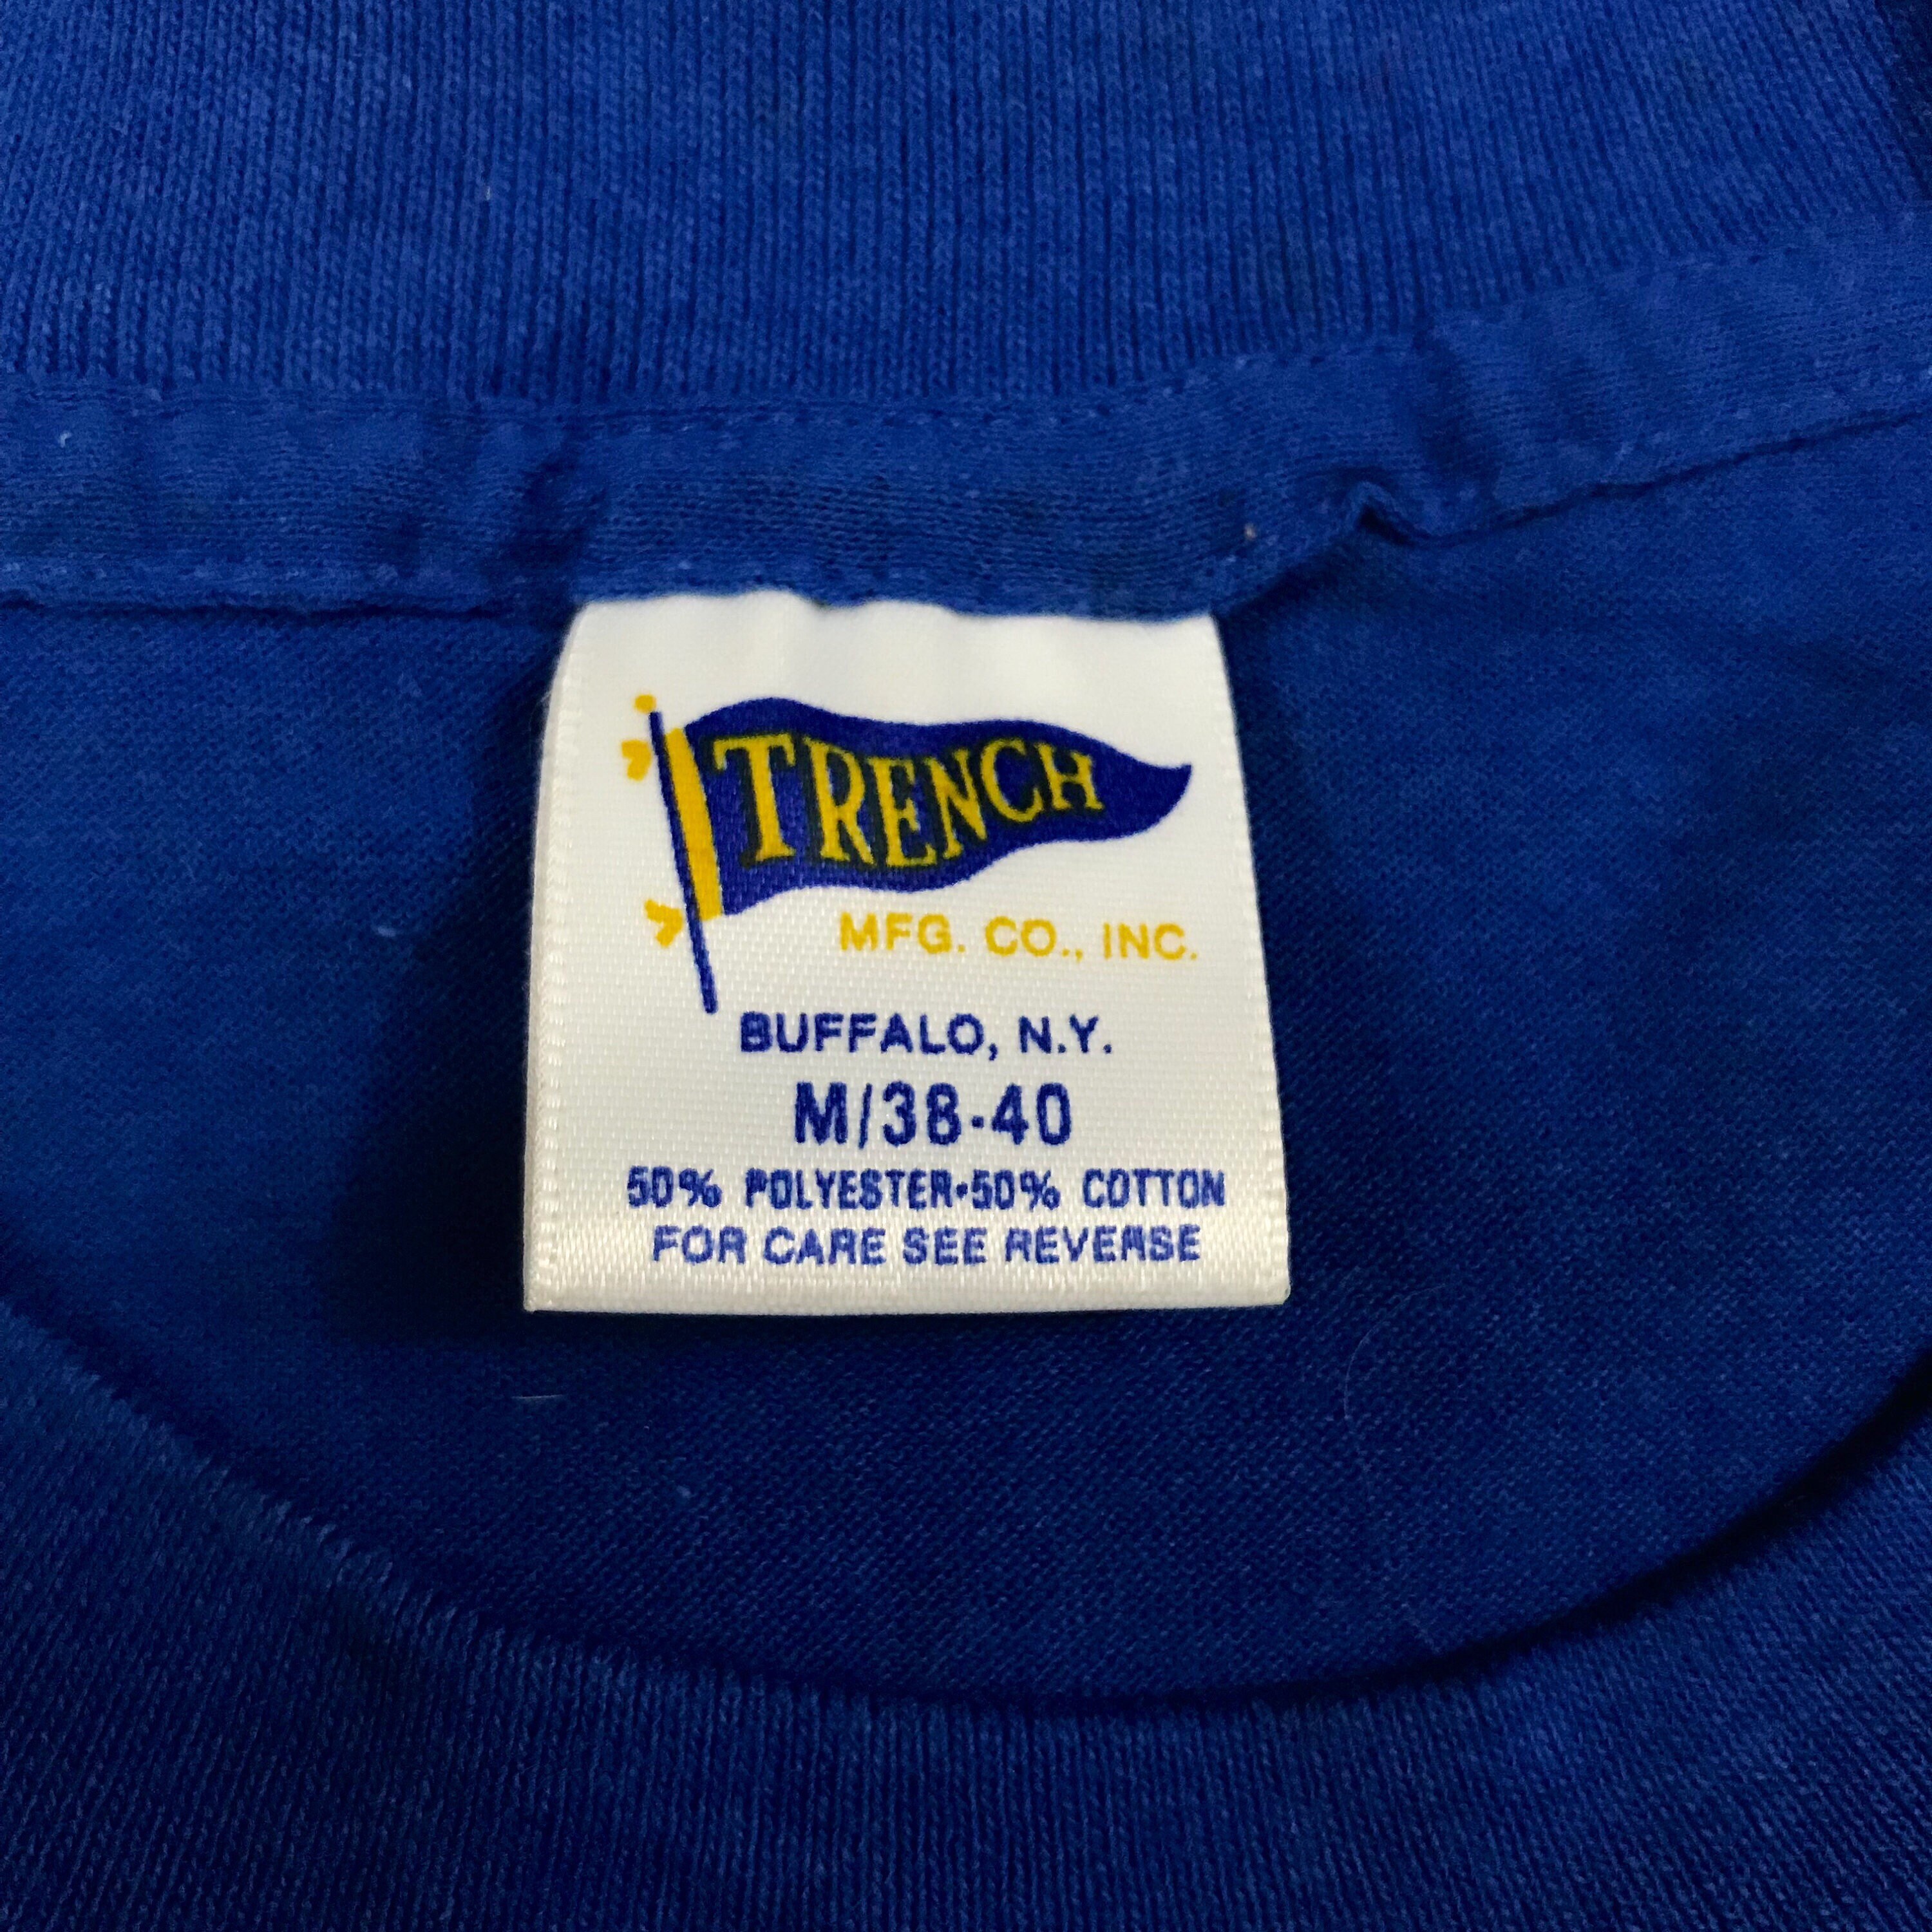 TRENCH
MFG. CO., INC.
BUFFALO, N.Y.
M/38-40
50% POLYESTER•50% COTTON
FOR CARE SEE REVERSE